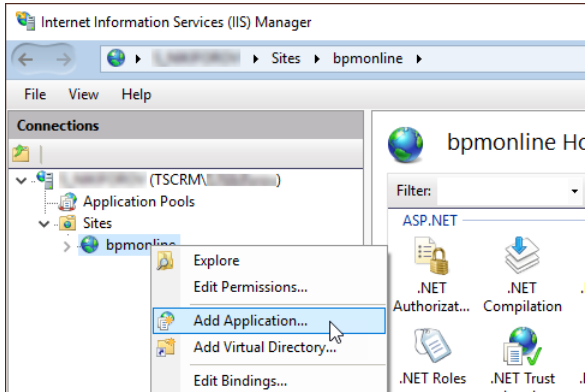 Internet Information Services (IIS) Manager
Sites bpmonline
File View Help
Connections
(TSCRM\ )
Application Pools
Sites
bpmonline
bpmonline Ho
Filter:
ASP.NET
.NET Authorizat...
.NET Compilation
.NET Roles
.NET Trust
Explore
Edit Permissions...
Add Application...
Add Virtual Directory...
Edit Bindings...